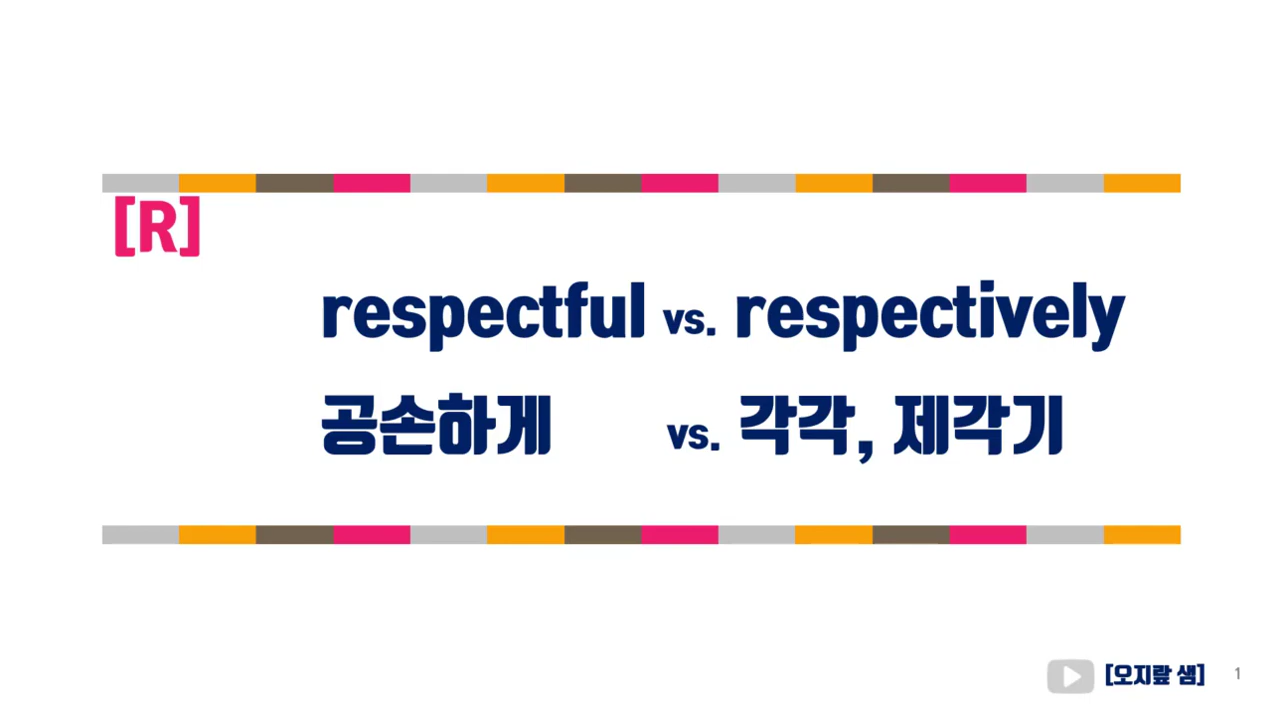 [R]
respectful vs. respectively
공손하게 vs. 각각, 제각기
[오지랖 샘] 1